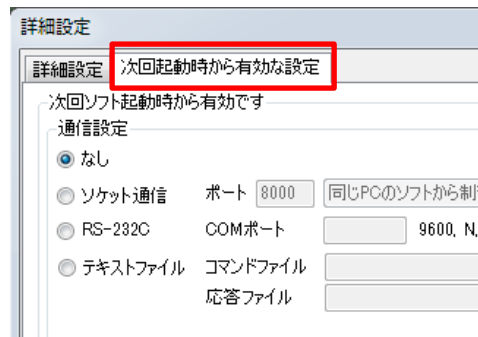 詳細設定
詳細設定 次回起動時から有効な設定
次回ソフト起動時から有効です
通信設定
なし
ソケット通信 ポート 8000 同じPCのソフトから制
RS-232C COMポート 9600, N,
テキストファイル コマンドファイル
応答ファイル